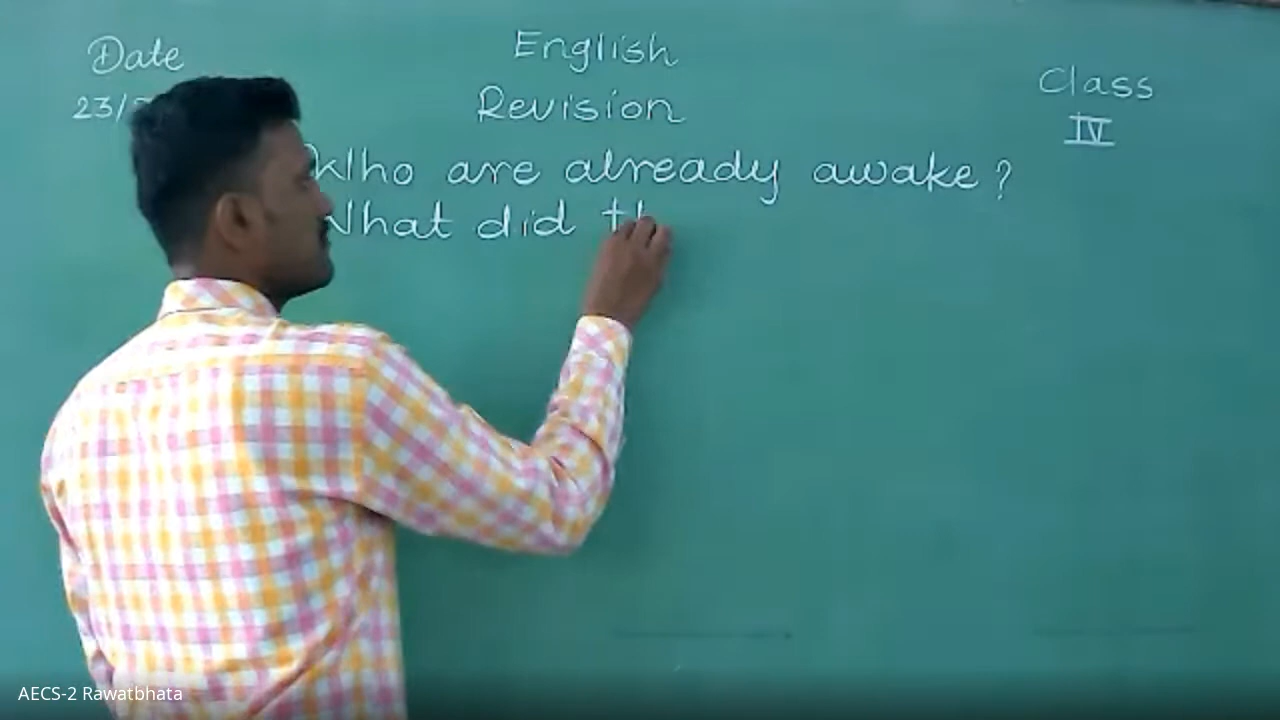 Date
English
Class
23/
Revision
IV
Who are already awake?
What did th
AECS-2 Rawatbhata